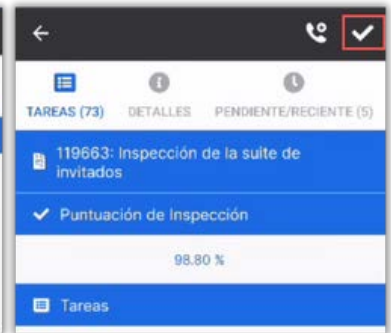 TAREAS (73) DETALLES PENDIENTE/RECIENTE (5)
119663: Inspección de la suite de
invitados
Puntuación de Inspección
98.80 %
Tareas